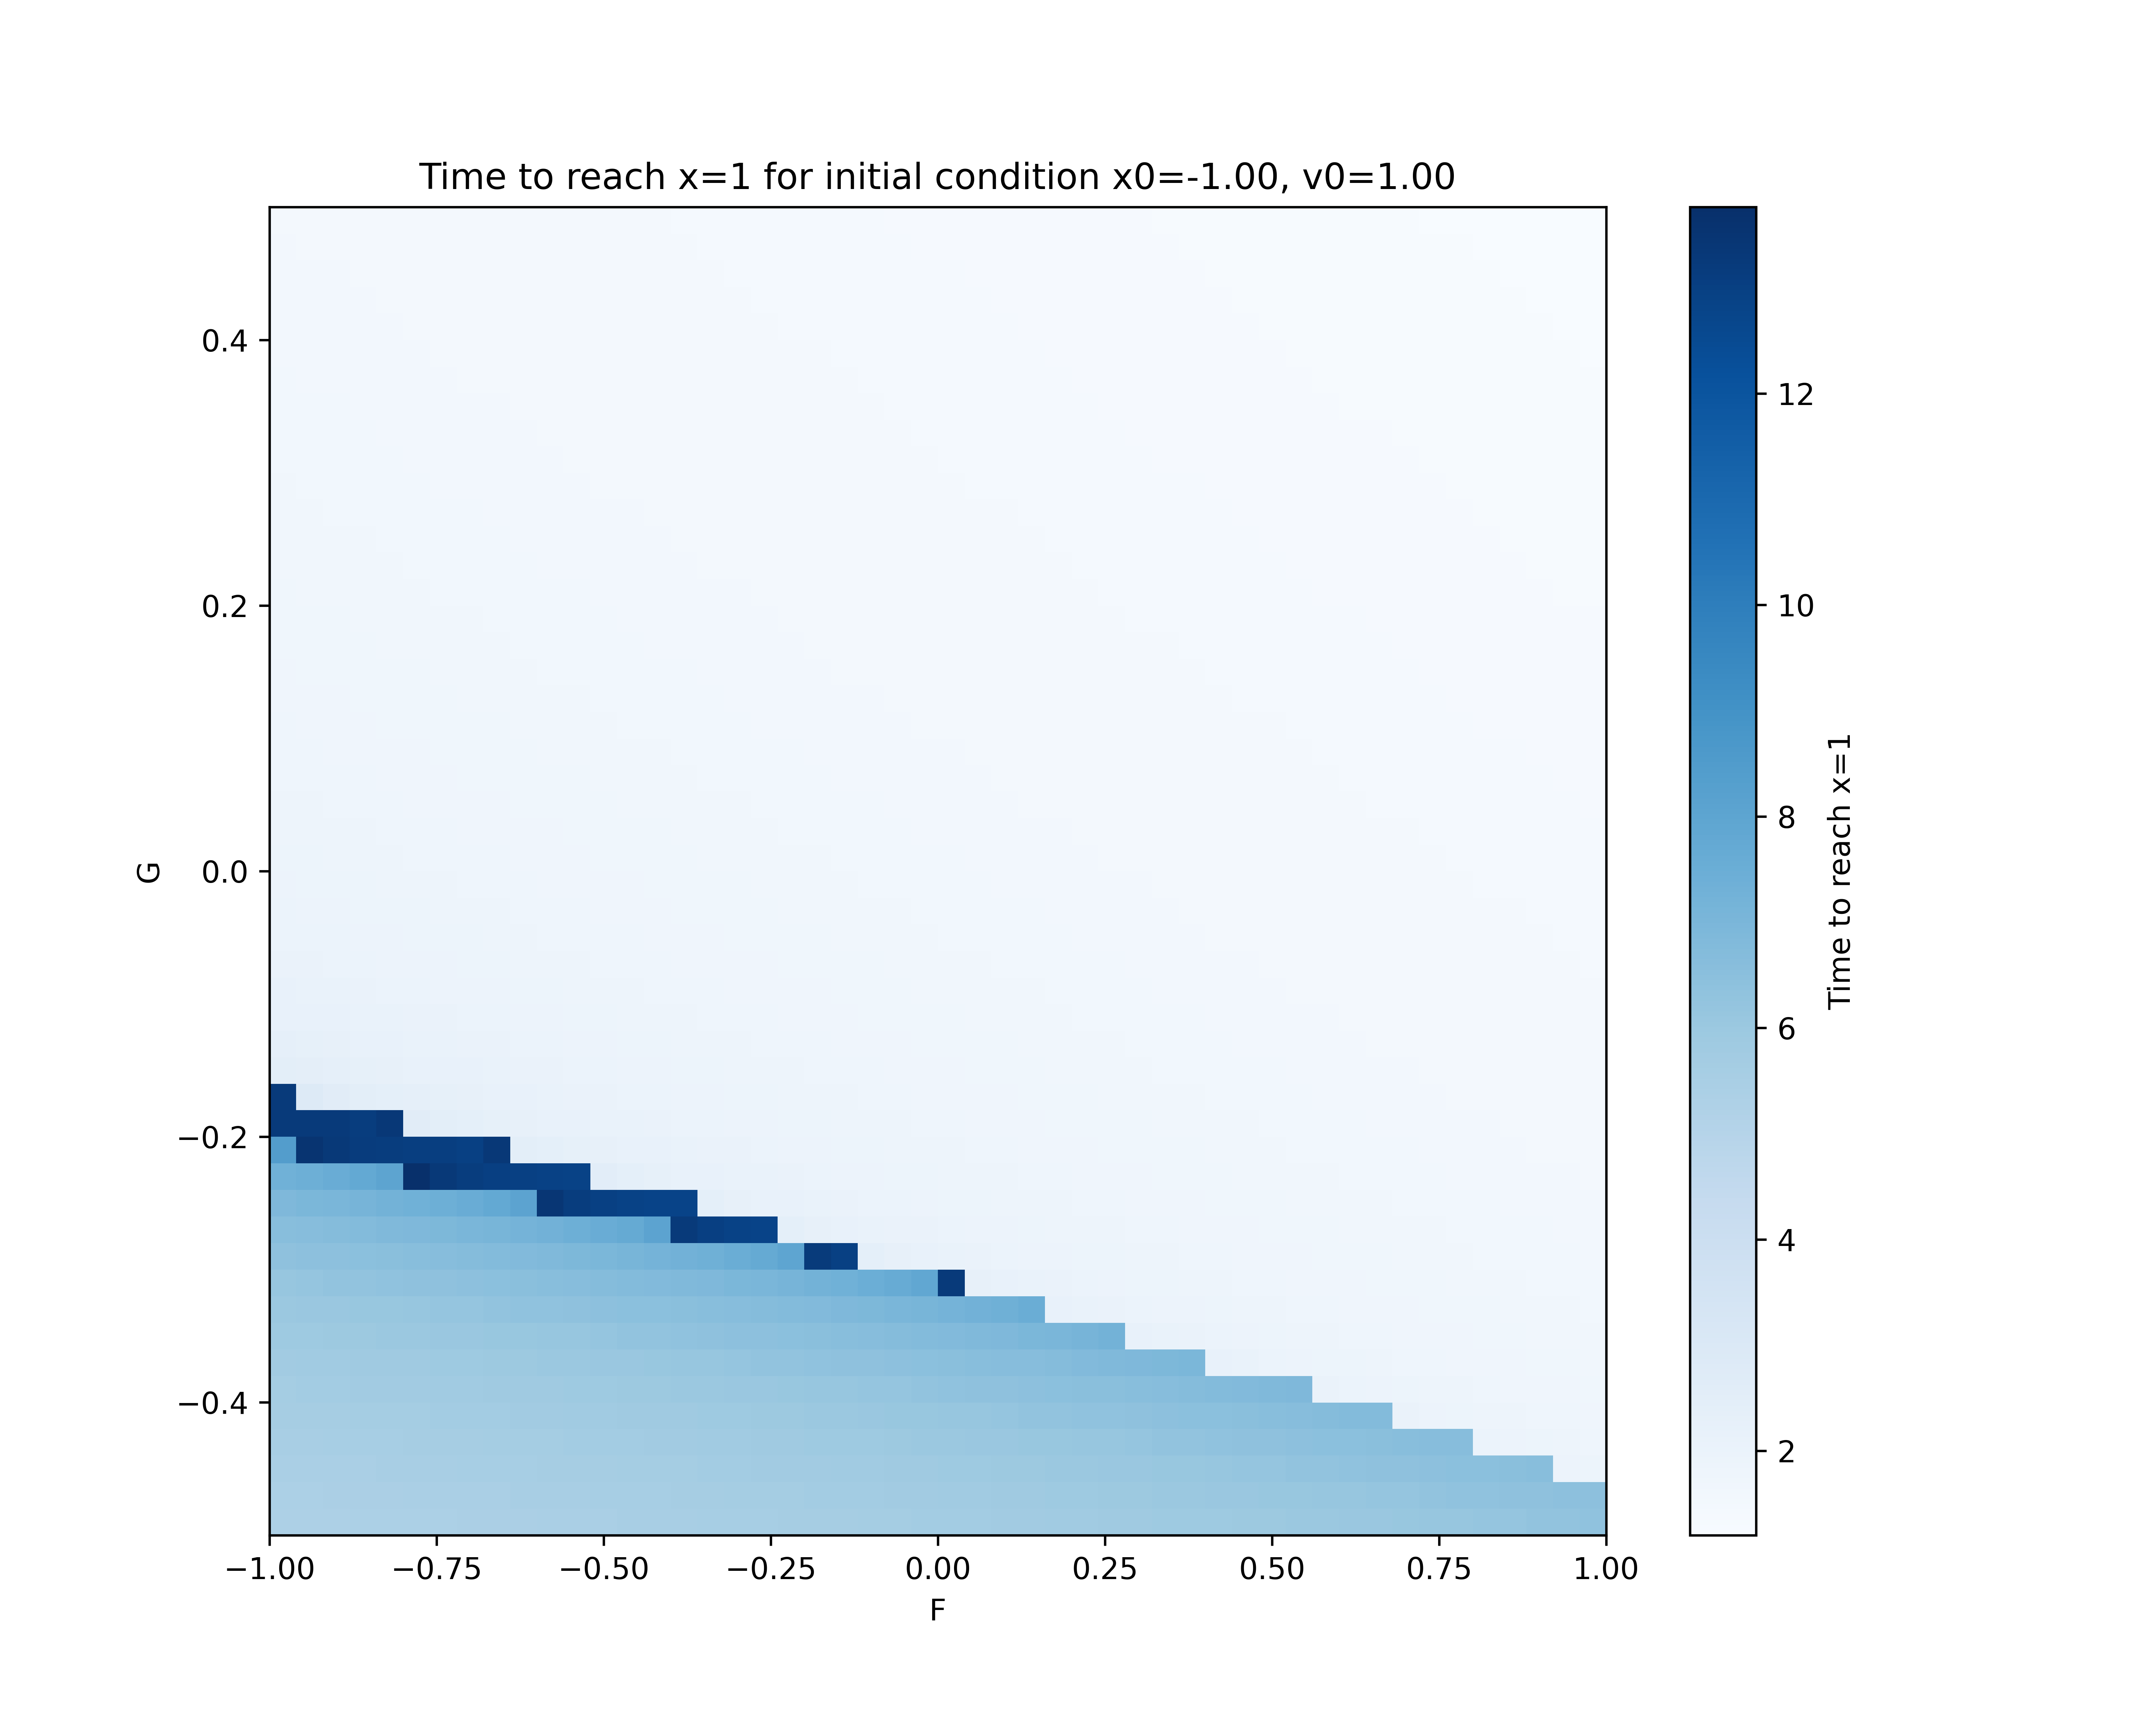 Time to reach x=1 for initial condition x0=-1.00, v0=1.00
0.4
0.2
0.0
−0.2
−0.4
G
−1.00 −0.75 −0.50 −0.25 0.00 0.25 0.50 0.75 1.00
F
12
10
8
6
4
2
Time to reach x=1